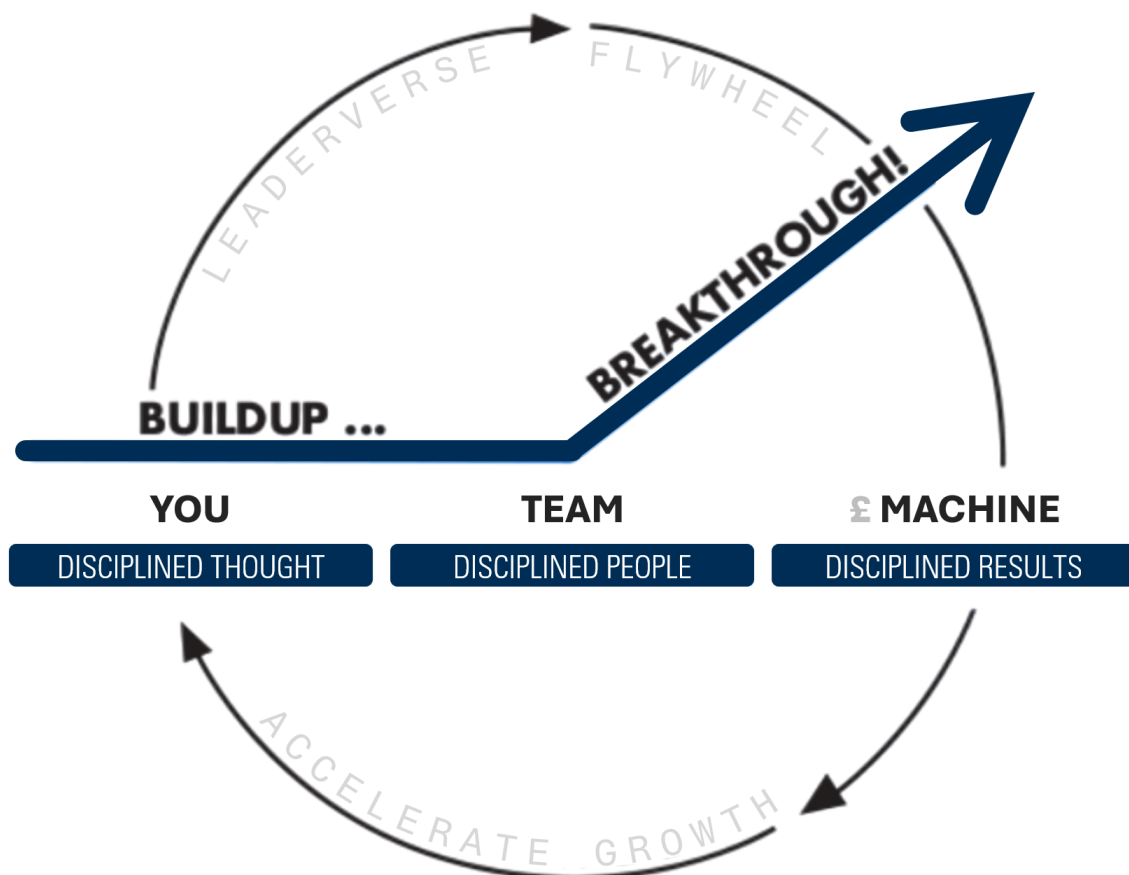 LEADERVERSE FLYWHEEL
BREAKTHROUGH!
BUILDUP ...
YOU
TEAM
£ MACHINE
DISCIPLINED THOUGHT
DISCIPLINED PEOPLE
DISCIPLINED RESULTS
ACCELERATE GROWTH